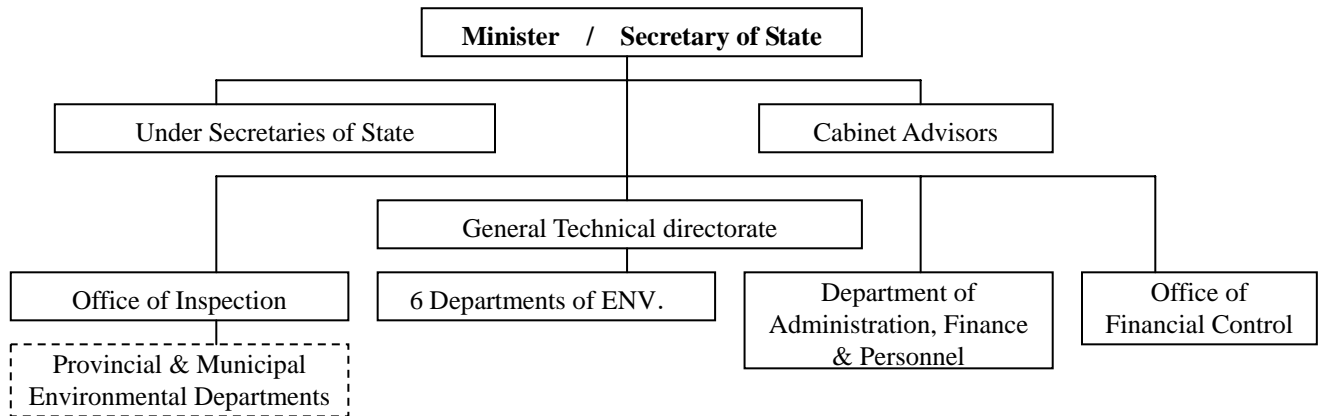 Minister / Secretary of State
Under Secretaries of State
Cabinet Advisors
General Technical directorate
Office of Inspection
6 Departments of ENV.
Department of
Administration, Finance
& Personnel
Office of
Financial Control
Provincial & Municipal
Environmental Departments